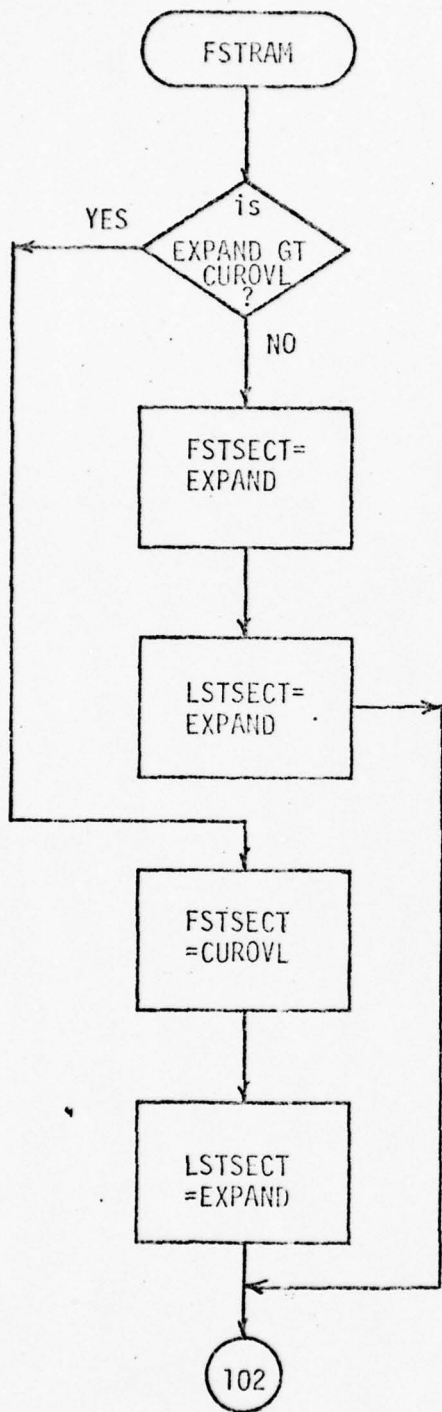 FSTRAM
is
EXPAND GT
CUROVL
?
YES
NO
FSTSECT=
EXPAND
LSTSECT=
EXPAND
FSTSECT
=CUROVL
LSTSECT
=EXPAND
102